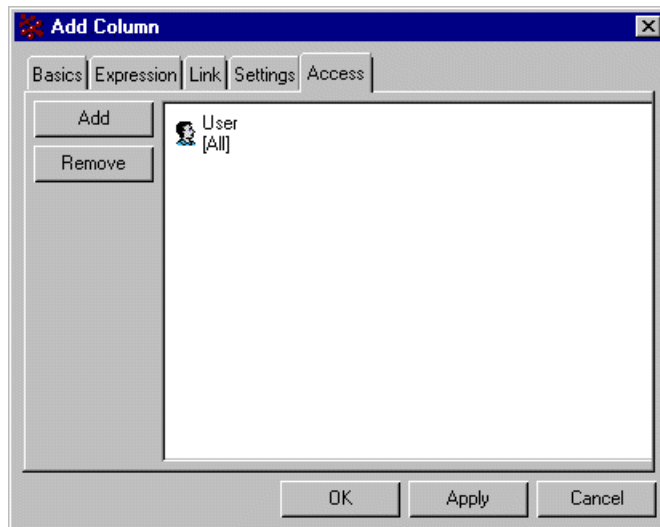 Add Column
Basics Expression Link Settings Access
Add
Remove
User
[All]
OK Apply Cancel